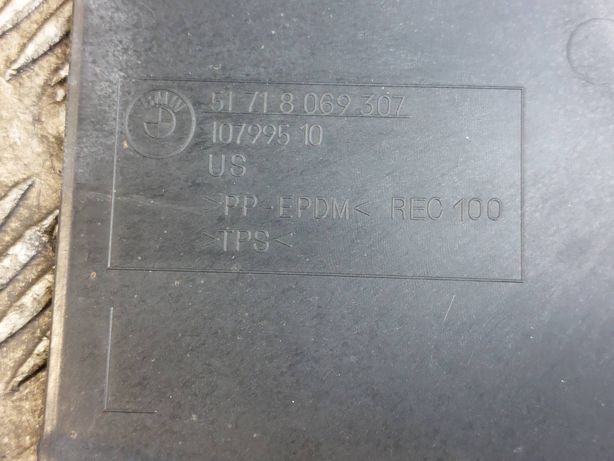 BMW
51 71 8 069 307
107995 10
US
>PP-EPDM< REC 100
>TPS<